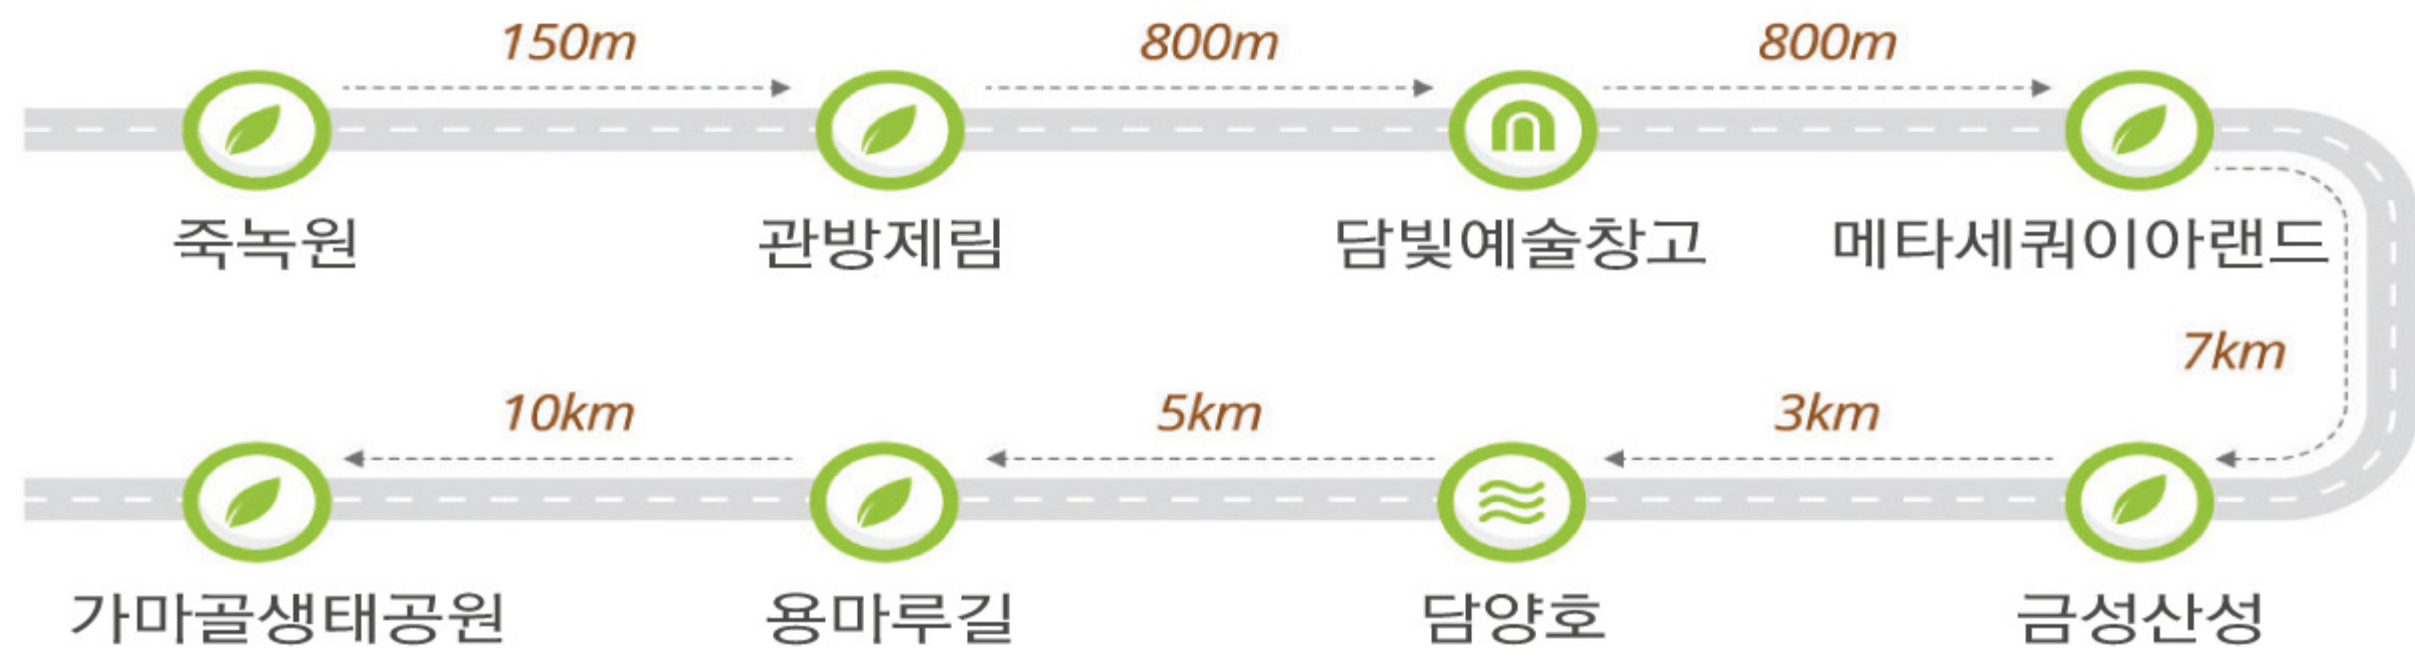 150m 800m 800m
죽녹원 관방제림 담빛예술창고 메타세쿼이아랜드
7km
10km 5km 3km
가마골생태공원 용마루길 담양호 금성산성